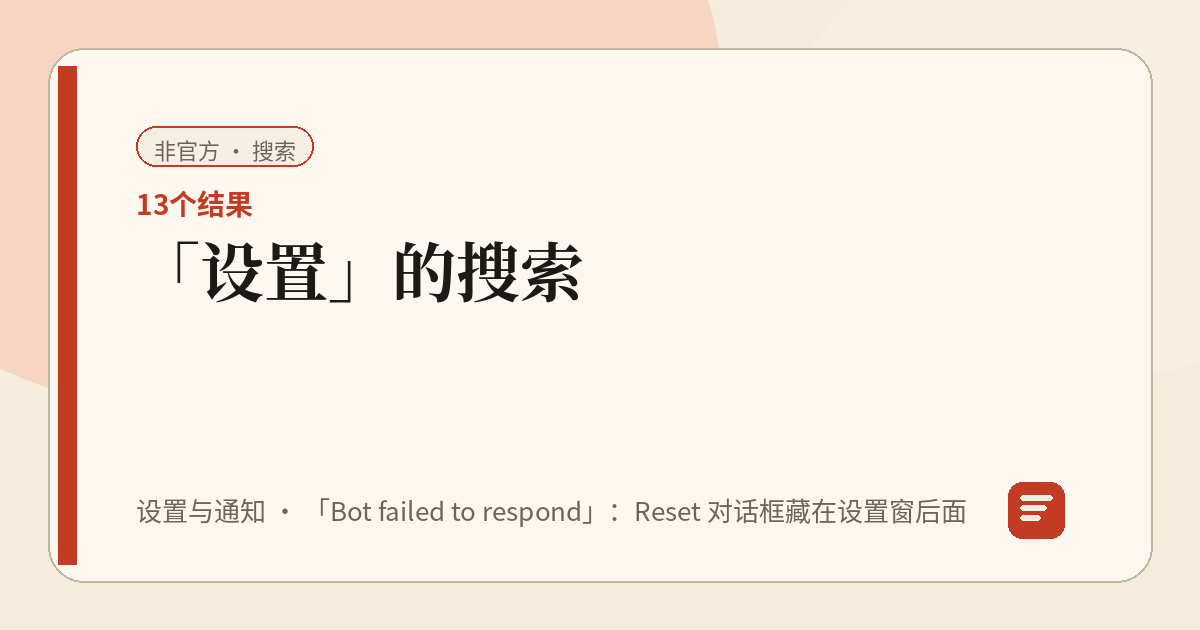 非官方 · 搜索
13个结果
「设置」的搜索
设置与通知 · 「Bot failed to respond」：Reset 对话框藏在设置窗后面